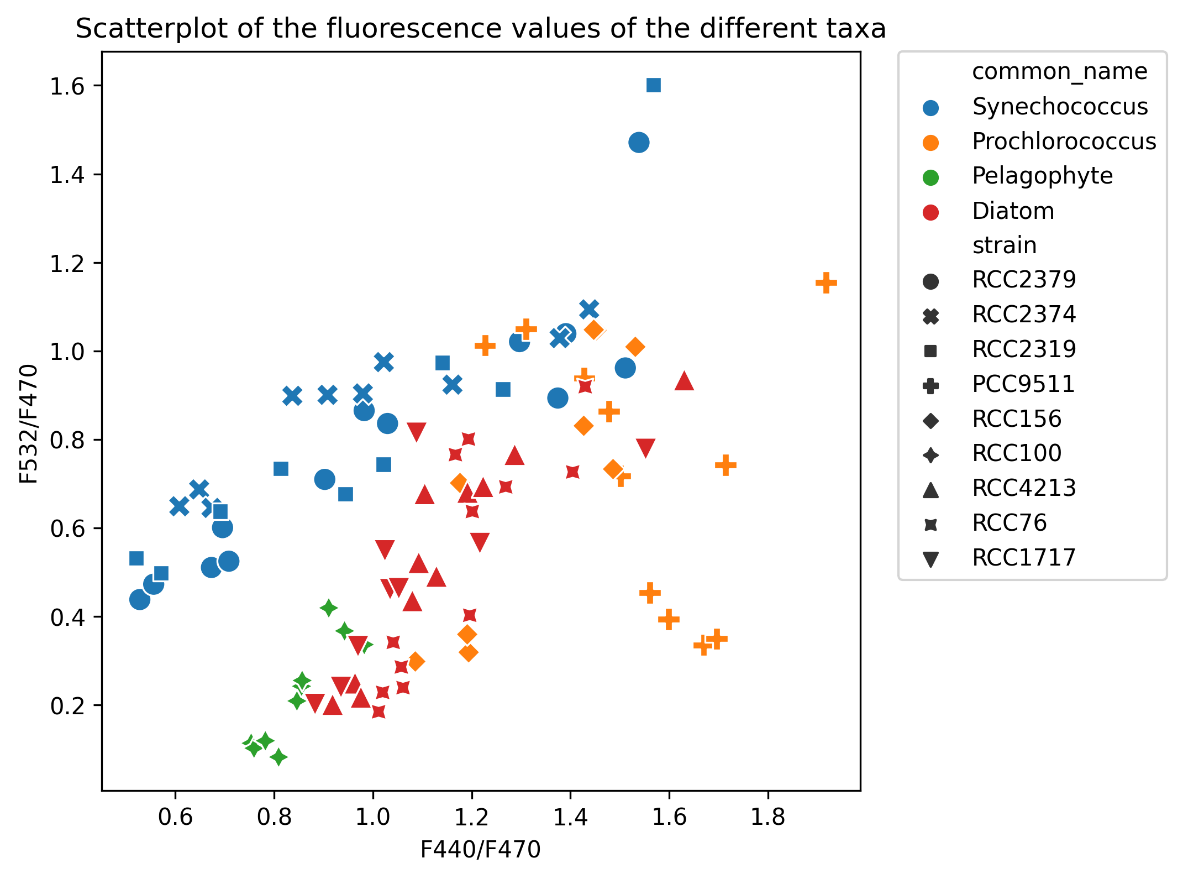 Scatterplot of the fluorescence values of the different taxa
F532/F470
1.6
1.4
1.2
1.0
0.8
0.6
0.4
0.2
0.6 0.8 1.0 1.2 1.4 1.6 1.8
F440/F470
common_name
Synechococcus
Prochlorococcus
Pelagophyte
Diatom
strain
RCC2379
RCC2374
RCC2319
PCC9511
RCC156
RCC100
RCC4213
RCC76
RCC1717